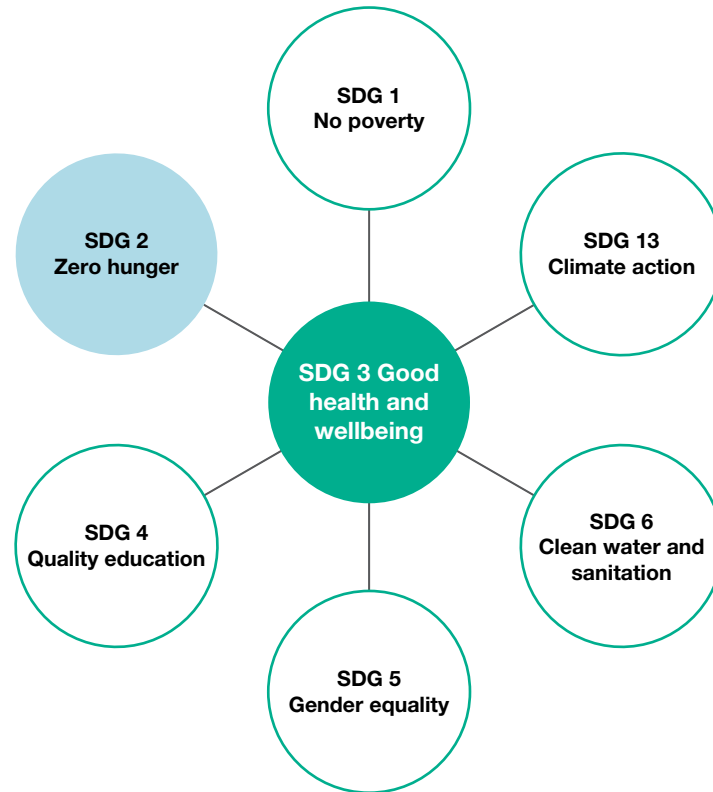 SDG 1
No poverty
SDG 2
Zero hunger
SDG 13
Climate action
SDG 3 Good
health and
wellbeing
SDG 4
Quality education
SDG 6
Clean water and
sanitation
SDG 5
Gender equality